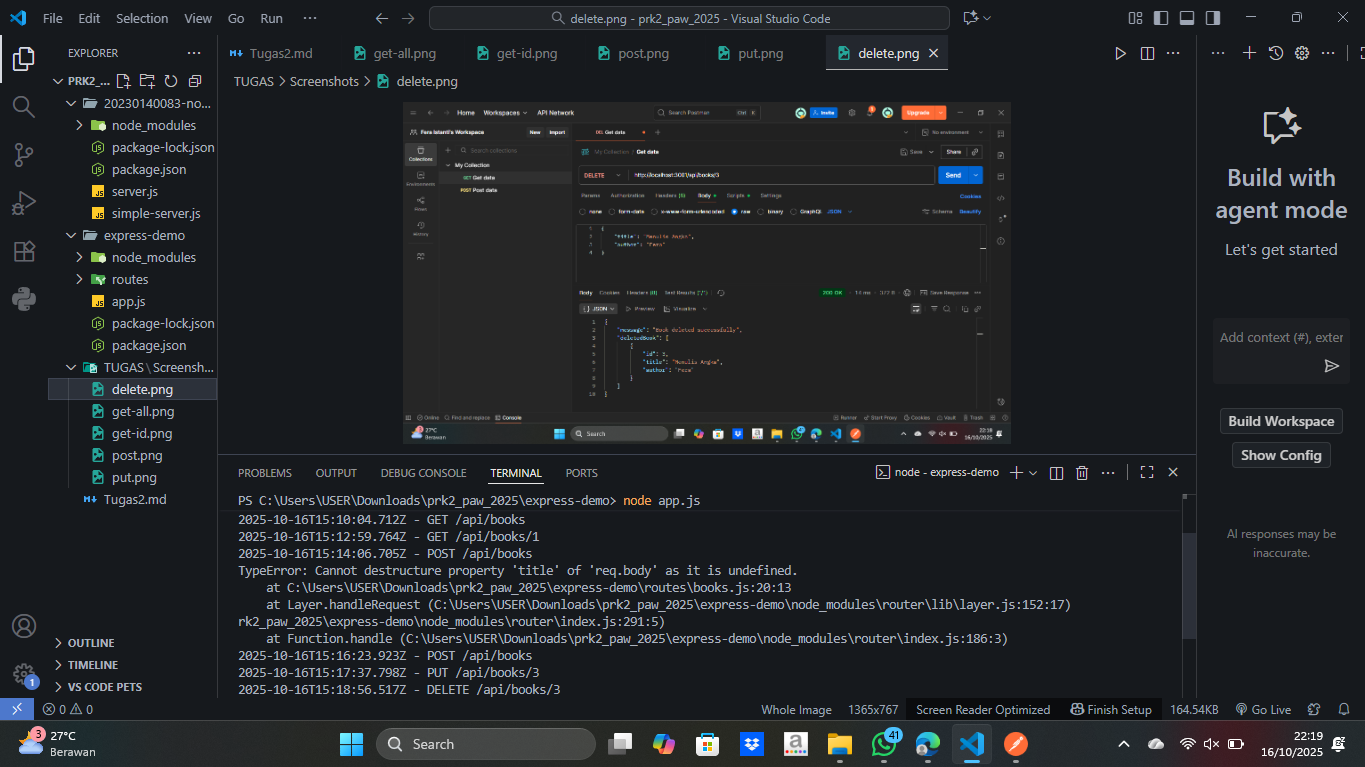 File Edit Selection View Go Run ··· delete.png - prk2_paw_2025 - Visual Studio Code
EXPLORER
PRK2_...
20230140083-no...
node_modules
package-lock.json
package.json
server.js
simple-server.js
express-demo
node_modules
routes
app.js
package-lock.json
package.json
TUGAS \ Screensh...
delete.png
get-all.png
get-id.png
post.png
put.png
Tugas2.md
OUTLINE
TIMELINE
VS CODE PETS
Tugas2.md get-all.png get-id.png post.png put.png delete.png
TUGAS > Screenshots > delete.png
Home Workspaces API Network Search Postman Ctrl K Invite Upgrade
Fera Isfanti's Workspace New Import DEL Get data No environment
Collections Search collections My Collection / Get data Save Share
My Collection
GET Get data DELETE http://localhost:3001/api/books/3 Send
Environments
POST Post data
Params Authorization Headers (8) Body Scripts Settings Cookies
Flows
none form-data x-www-form-urlencoded raw binary GraphQL JSON Schema Beautify
History
1 {
2 "title": "Menulis Angka",
3 "author": "Fera"
4 }
Body Cookies Headers (8) Test Results 200 OK 14 ms 377 B Save Response
{} JSON Preview Visualize
1 {
2 "message": "Book deleted successfully",
3 "deletedBook": [
4 {
5 "id": 3,
6 "title": "Menulis Angka",
7 "author": "Fera"
8 }
9 ]
10 }
Online Find and replace Console Runner Start Proxy Cookies Vault Trash
27°C
Berawan
Search
22:19
16/10/2025
PROBLEMS OUTPUT DEBUG CONSOLE TERMINAL PORTS node - express-demo
PS C:\Users\USER\Downloads\prk2_paw_2025\express-demo> node app.js
2025-10-16T15:10:04.712Z - GET /api/books
2025-10-16T15:12:59.764Z - GET /api/books/1
2025-10-16T15:14:06.705Z - POST /api/books
TypeError: Cannot destructure property 'title' of 'req.body' as it is undefined.
at C:\Users\USER\Downloads\prk2_paw_2025\express-demo\routes\books.js:20:13
at Layer.handleRequest (C:\Users\USER\Downloads\prk2_paw_2025\express-demo\node_modules\router\lib\layer.js:152:17)
rk2_paw_2025\express-demo\node_modules\router\index.js:291:5)
at Function.handle (C:\Users\USER\Downloads\prk2_paw_2025\express-demo\node_modules\router\index.js:186:3)
2025-10-16T15:16:23.923Z - POST /api/books
2025-10-16T15:17:37.798Z - PUT /api/books/3
2025-10-16T15:18:56.517Z - DELETE /api/books/3
Build with
agent mode
Let's get started
Add context (#), exter
Build Workspace
Show Config
AI responses may be
inaccurate.
1
0 0 Whole Image 1365x767 Screen Reader Optimized Finish Setup 164.54KB Go Live
3
27°C
Berawan
Search
41
22:19
16/10/2025